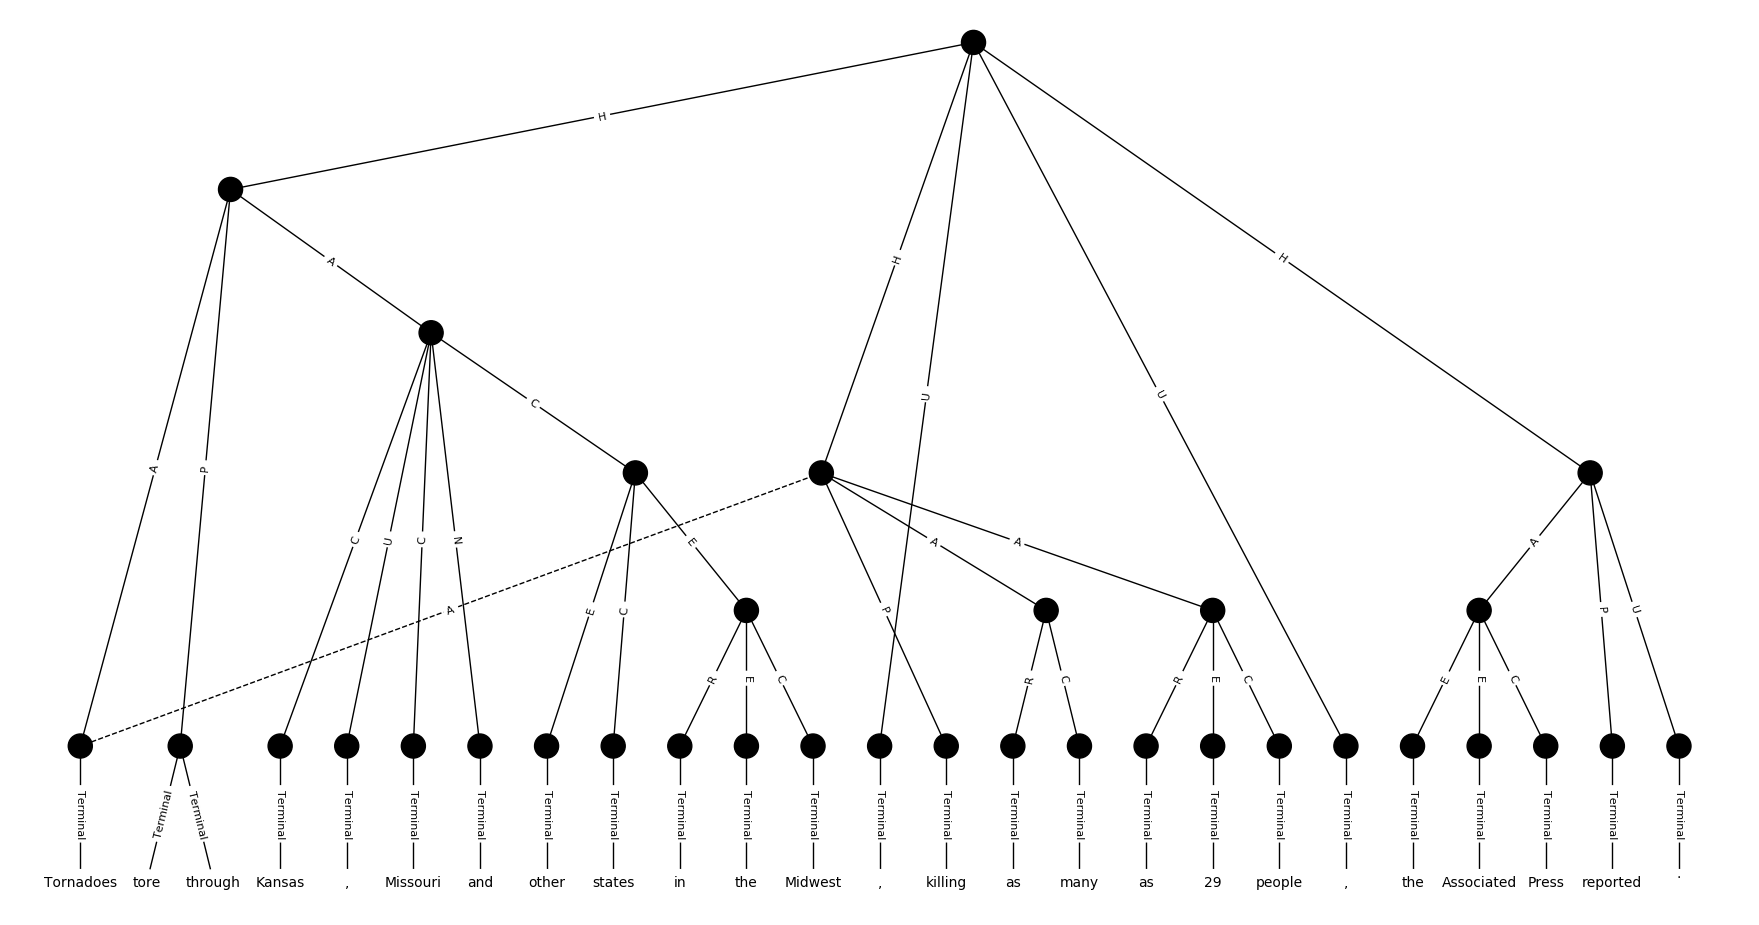 H
H
H
A
U
U
C
A
P
C
U
C
N
E
A
A
A
A
E
C
P
P
U
R
E
C
R
C
R
E
C
E
E
C
Terminal Terminal Terminal Terminal Terminal Terminal Terminal Terminal Terminal Terminal Terminal Terminal Terminal Terminal Terminal Terminal Terminal Terminal Terminal Terminal Terminal Terminal Terminal Terminal Terminal
Tornadoes tore through Kansas , Missouri and other states in the Midwest , killing as many as 29 people , the Associated Press reported .